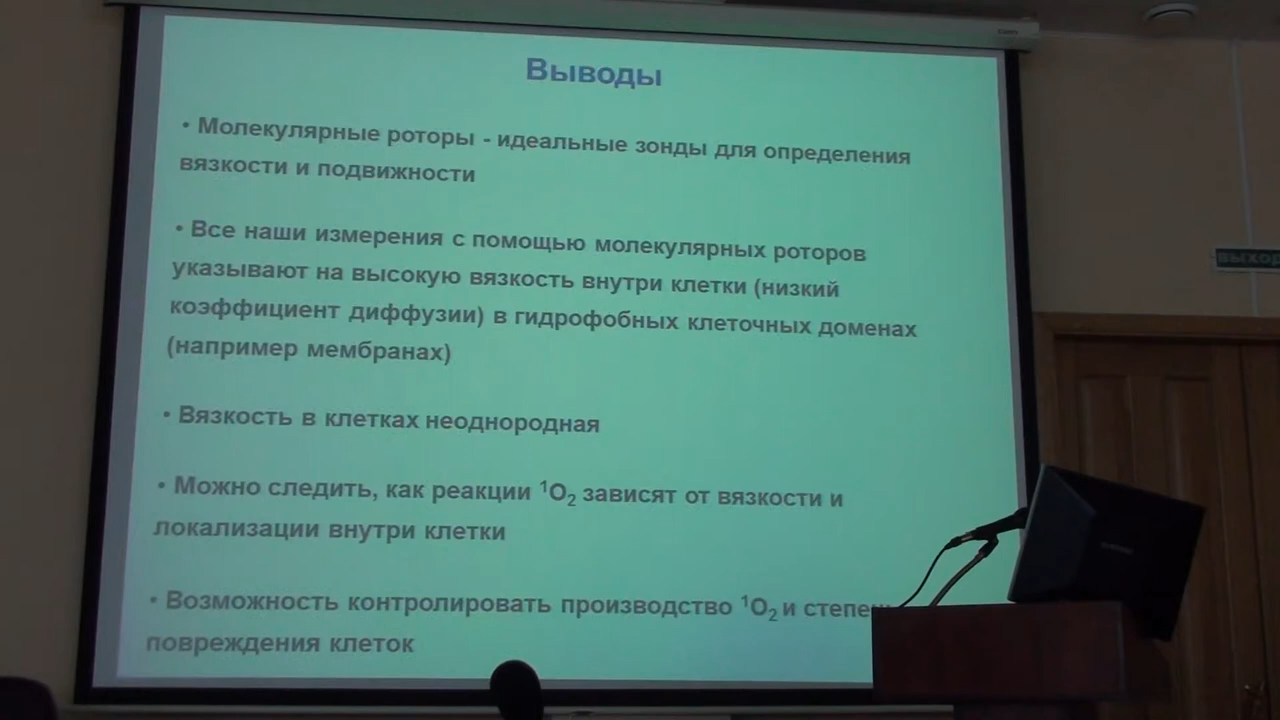 Выводы
• Молекулярные роторы - идеальные зонды для определения
вязкости и подвижности
• Все наши измерения с помощью молекулярных роторов
указывают на высокую вязкость внутри клетки (низкий
коэффициент диффузии) в гидрофобных клеточных доменах
(например мембранах)
• Вязкость в клетках неоднородная
• Можно следить, как реакции ¹O₂ зависят от вязкости и
локализации внутри клетки
• Возможность контролировать производство ¹O₂ и степень
повреждения клеток
ВЫХОД